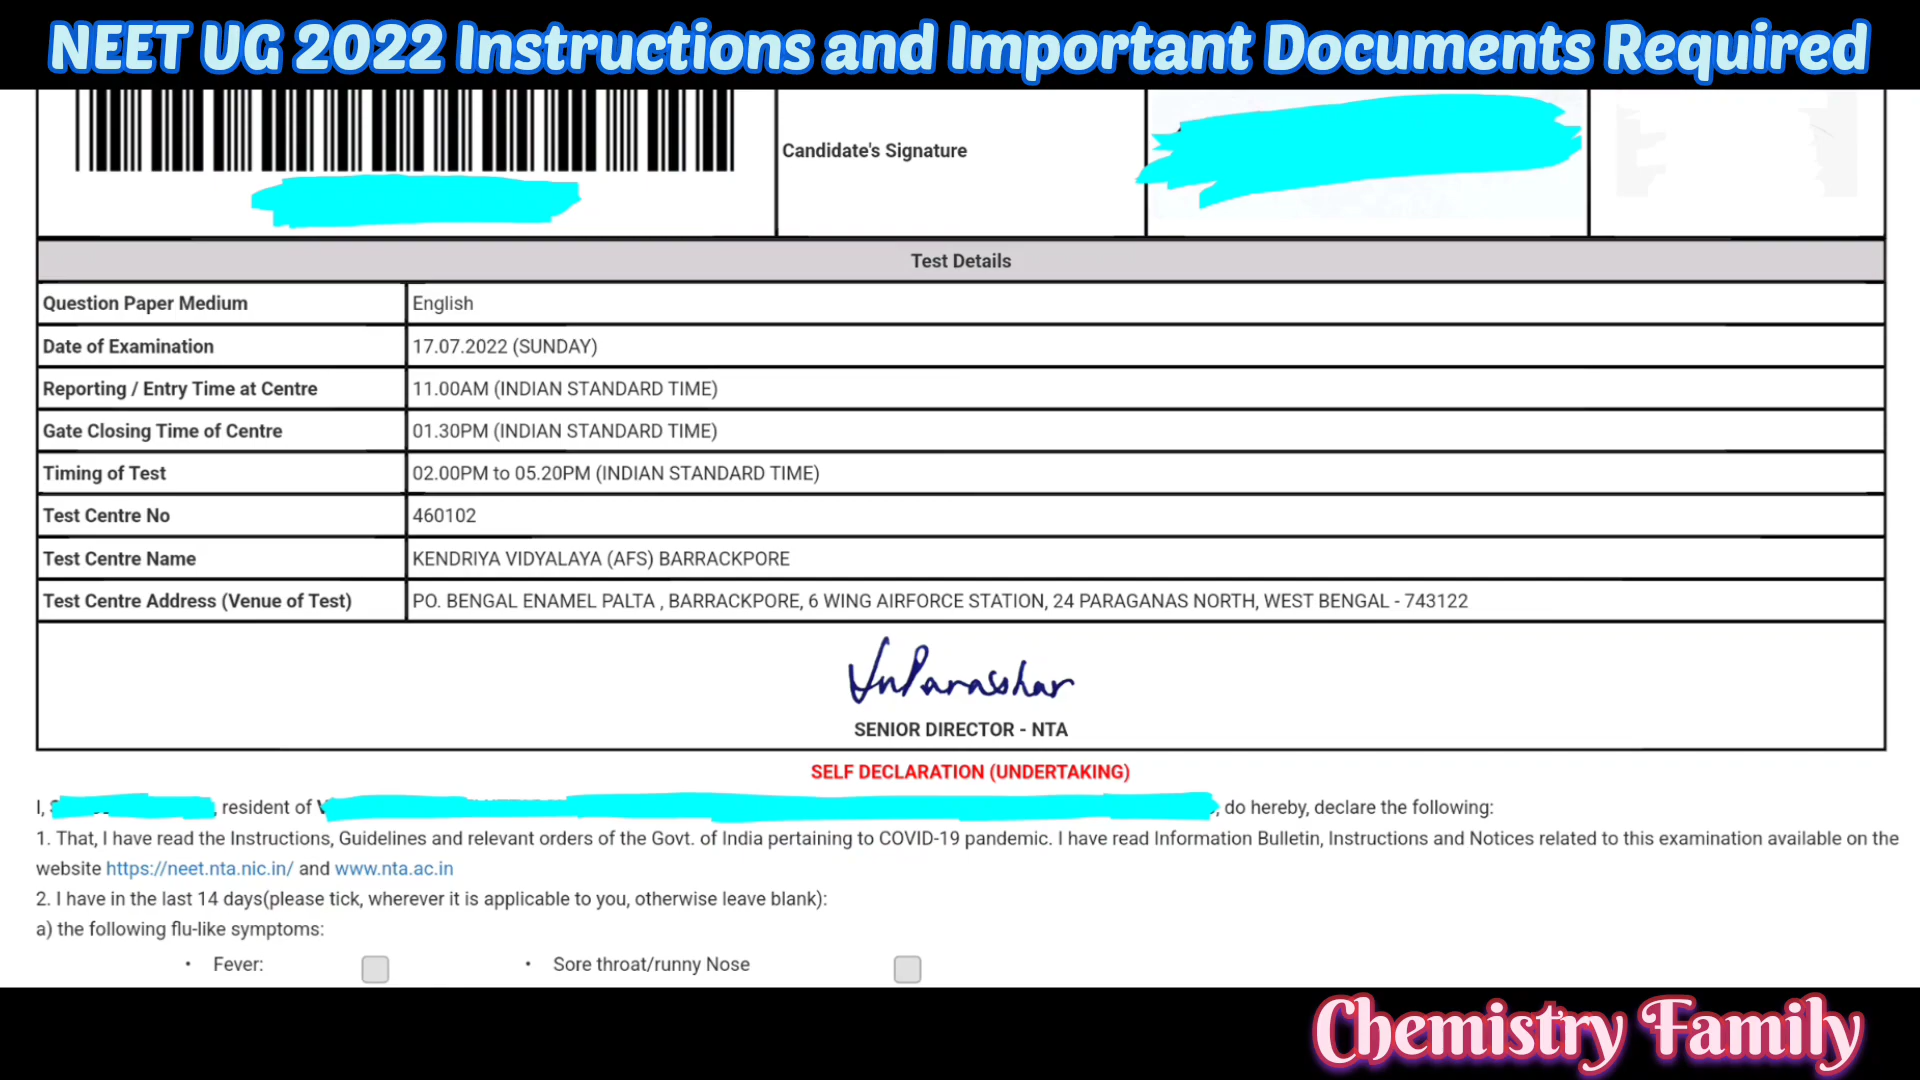 NEET UG 2022 Instructions and Important Documents Required
Candidate's Signature
Test Details
Question Paper Medium English
Date of Examination 17.07.2022 (SUNDAY)
Reporting / Entry Time at Centre 11.00AM (INDIAN STANDARD TIME)
Gate Closing Time of Centre 01.30PM (INDIAN STANDARD TIME)
Timing of Test 02.00PM to 05.20PM (INDIAN STANDARD TIME)
Test Centre No 460102
Test Centre Name KENDRIYA VIDYALAYA (AFS) BARRACKPORE
Test Centre Address (Venue of Test) PO. BENGAL ENAMEL PALTA , BARRACKPORE, 6 WING AIRFORCE STATION, 24 PARAGANAS NORTH, WEST BENGAL - 743122
SENIOR DIRECTOR - NTA
SELF DECLARATION (UNDERTAKING)
I, , resident of , do hereby, declare the following:
1. That, I have read the Instructions, Guidelines and relevant orders of the Govt. of India pertaining to COVID-19 pandemic. I have read Information Bulletin, Instructions and Notices related to this examination available on the
website https://neet.nta.nic.in/ and www.nta.ac.in
2. I have in the last 14 days(please tick, wherever it is applicable to you, otherwise leave blank):
a) the following flu-like symptoms:
• Fever: • Sore throat/runny Nose
Chemistry Family